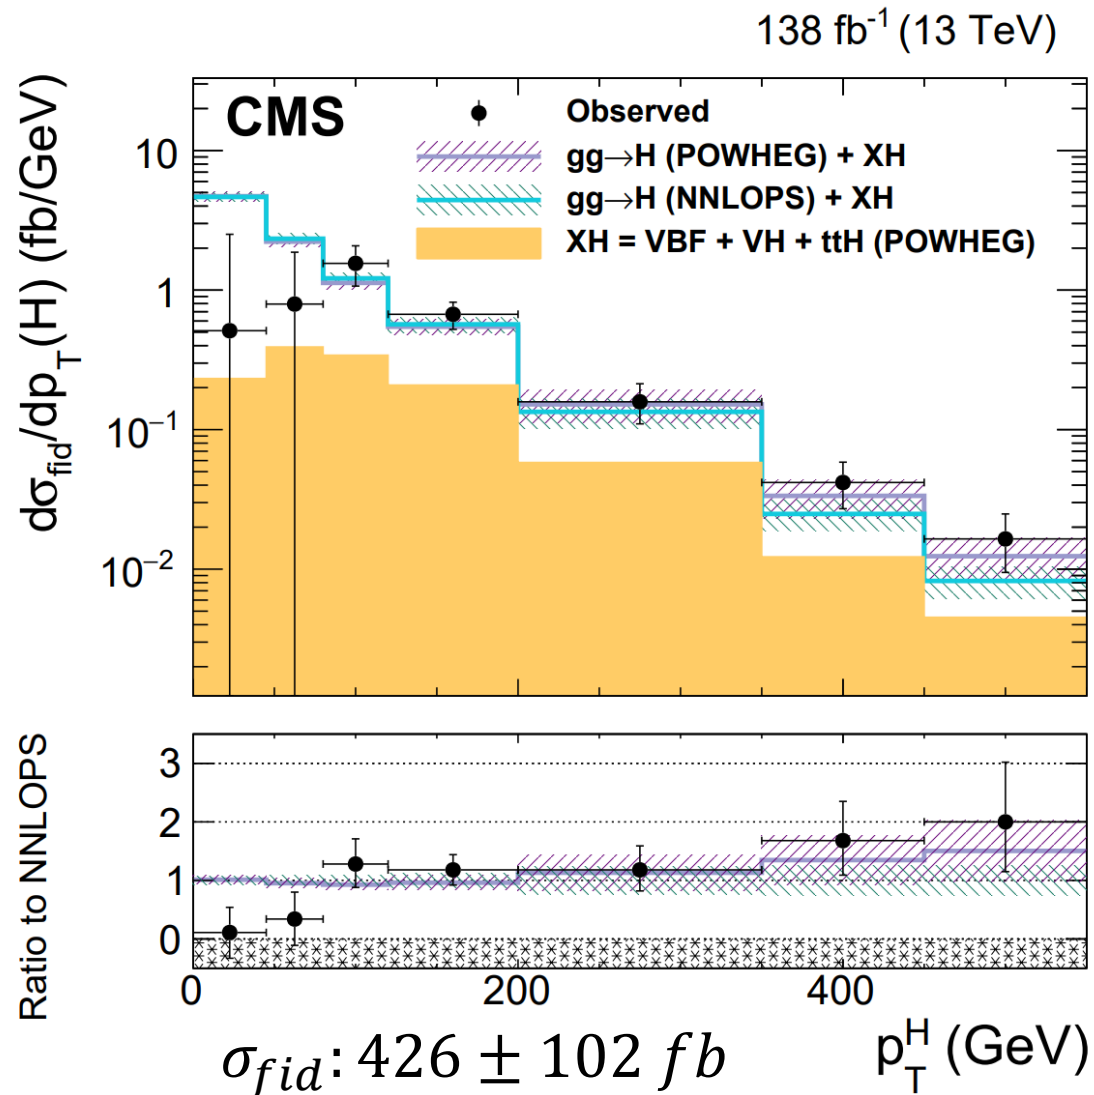 138 fb⁻¹ (13 TeV)
CMS
Observed
gg→H (POWHEG) + XH
gg→H (NNLOPS) + XH
XH = VBF + VH + ttH (POWHEG)
dσ_fid/dp_T(H) (fb/GeV)
10
1
10⁻¹
10⁻²
Ratio to NNLOPS
3
2
1
0
0 200 400
p_T^H (GeV)
σ_fid: 426 ± 102 fb